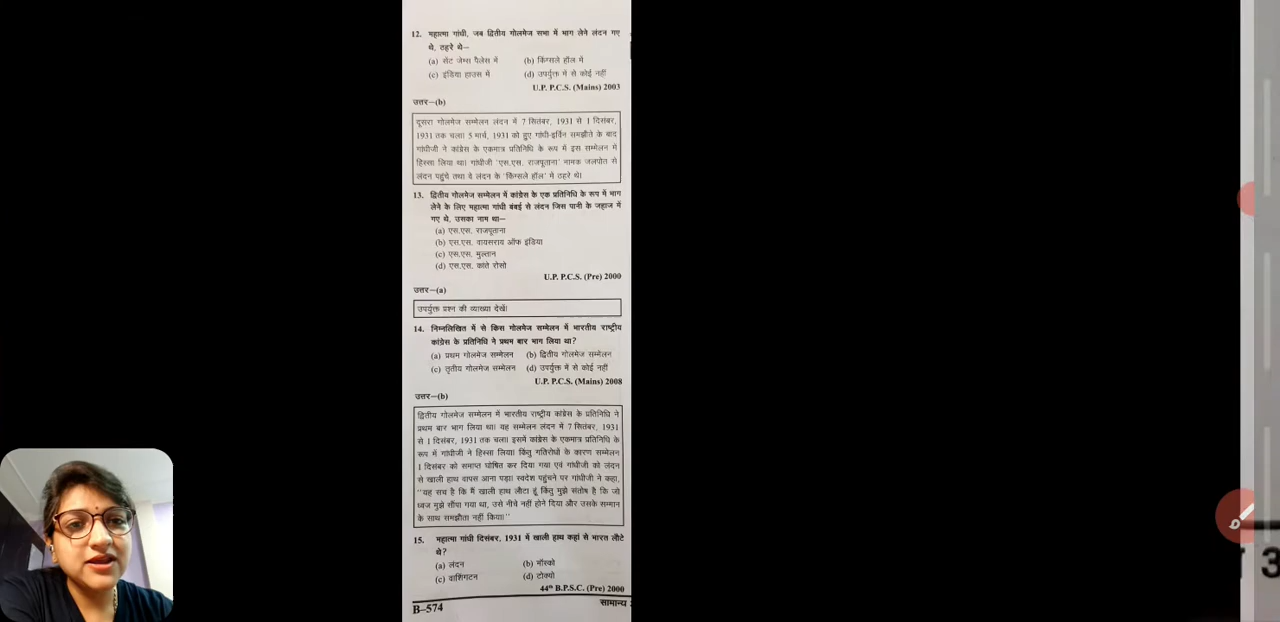 12. महात्मा गांधी, जब द्वितीय गोलमेज सभा में भाग लेने लंदन गए
थे, ठहरे थे–
(a) सेंट जेम्स पैलेस में (b) किंग्सले हॉल में
(c) इंडिया हाउस में (d) उपर्युक्त में से कोई नहीं
U.P. P.C.S. (Mains) 2003
उत्तर–(b)
दूसरा गोलमेज सम्मेलन लंदन में 7 सितंबर, 1931 से 1 दिसंबर,
1931 तक चला। 5 मार्च, 1931 को हुए गांधी-इर्विन समझौते के बाद
गांधीजी ने कांग्रेस के एकमात्र प्रतिनिधि के रूप में इस सम्मेलन में
हिस्सा लिया था। गांधीजी 'एस.एस. राजपूताना' नामक जलपोत से
लंदन पहुंचे तथा वे लंदन के 'किंग्सले हॉल' में ठहरे थे।
13. द्वितीय गोलमेज सम्मेलन में कांग्रेस के एक प्रतिनिधि के रूप में भाग
लेने के लिए महात्मा गांधी बंबई से लंदन जिस पानी के जहाज में
गए थे, उसका नाम था–
(a) एस.एस. राजपूताना
(b) एस.एस. वायसराय ऑफ इंडिया
(c) एस.एस. मुल्तान
(d) एस.एस. कांते रोसो
U.P. P.C.S. (Pre) 2000
उत्तर–(a)
उपर्युक्त प्रश्न की व्याख्या देखें।
14. निम्नलिखित में से किस गोलमेज सम्मेलन में भारतीय राष्ट्रीय
कांग्रेस के प्रतिनिधि ने प्रथम बार भाग लिया था?
(a) प्रथम गोलमेज सम्मेलन (b) द्वितीय गोलमेज सम्मेलन
(c) तृतीय गोलमेज सम्मेलन (d) उपर्युक्त में से कोई नहीं
U.P. P.C.S. (Mains) 2008
उत्तर–(b)
द्वितीय गोलमेज सम्मेलन में भारतीय राष्ट्रीय कांग्रेस के प्रतिनिधि ने
प्रथम बार भाग लिया था। यह सम्मेलन लंदन में 7 सितंबर, 1931
से 1 दिसंबर, 1931 तक चला। इसमें कांग्रेस के एकमात्र प्रतिनिधि के
रूप में गांधीजी ने हिस्सा लिया। किंतु गतिरोधों के कारण सम्मेलन
1 दिसंबर को समाप्त घोषित कर दिया गया एवं गांधीजी को लंदन
से खाली हाथ वापस आना पड़ा। स्वदेश पहुंचने पर गांधीजी ने कहा,
"यह सच है कि मैं खाली हाथ लौटा हूं किंतु मुझे संतोष है कि जो
ध्वज मुझे सौंपा गया था, उसे नीचे नहीं होने दिया और उसके सम्मान
के साथ समझौता नहीं किया।"
15. महात्मा गांधी दिसंबर, 1931 में खाली हाथ कहां से भारत लौटे
थे?
(a) लंदन (b) मॉस्को
(c) वाशिंगटन (d) टोक्यो
44th B.P.S.C. (Pre) 2000
B–574 सामान्य
3